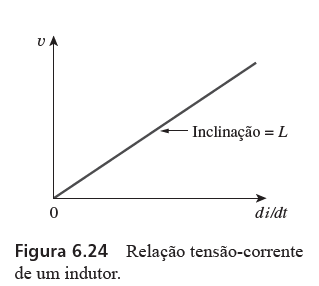 v
Inclinação = L
0
di/dt
Figura 6.24 Relação tensão-corrente
de um indutor.